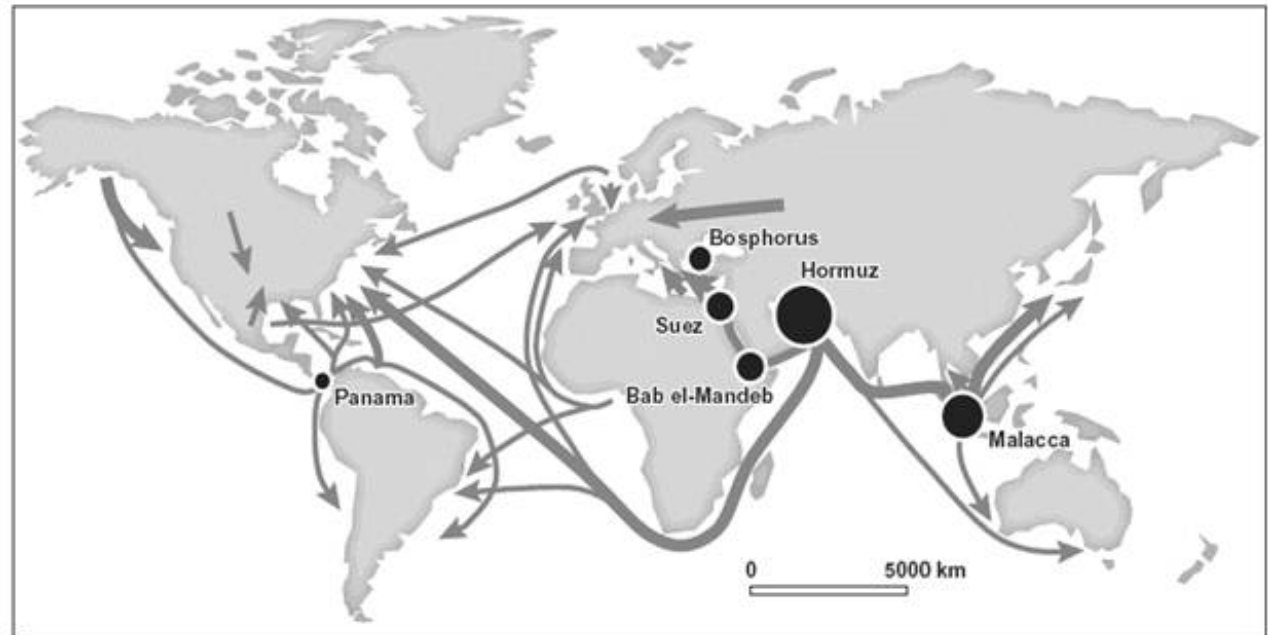 Bosphorus
Hormuz
Suez
Bab el-Mandeb
Panama
Malacca
0 5000 km